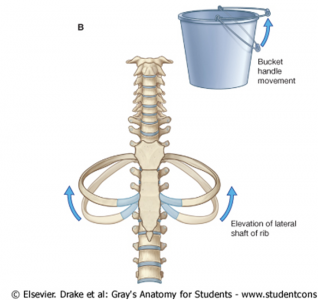 B
Bucket
handle
movement
Elevation of lateral
shaft of rib
© Elsevier. Drake et al: Gray's Anatomy for Students - www.studentcons